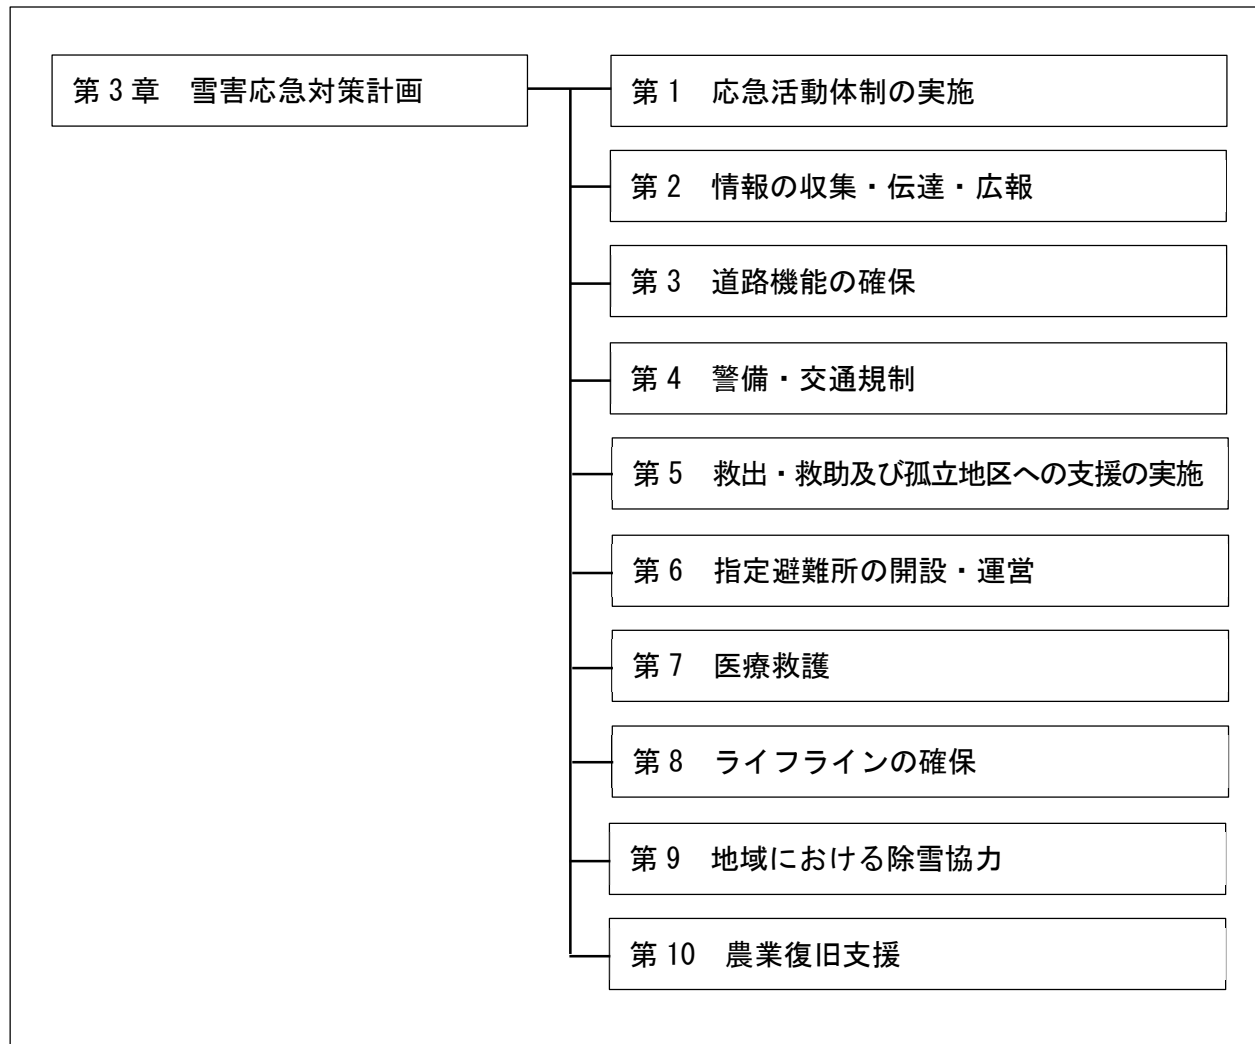 第3章　雪害応急対策計画
第1　応急活動体制の実施
第2　情報の収集・伝達・広報
第3　道路機能の確保
第4　警備・交通規制
第5　救出・救助及び孤立地区への支援の実施
第6　指定避難所の開設・運営
第7　医療救護
第8　ライフラインの確保
第9　地域における除雪協力
第10　農業復旧支援